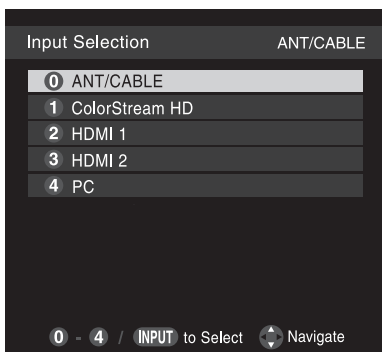 Input Selection ANT/CABLE
0 ANT/CABLE
1 ColorStream HD
2 HDMI 1
3 HDMI 2
4 PC
0 - 4 / INPUT to Select Navigate